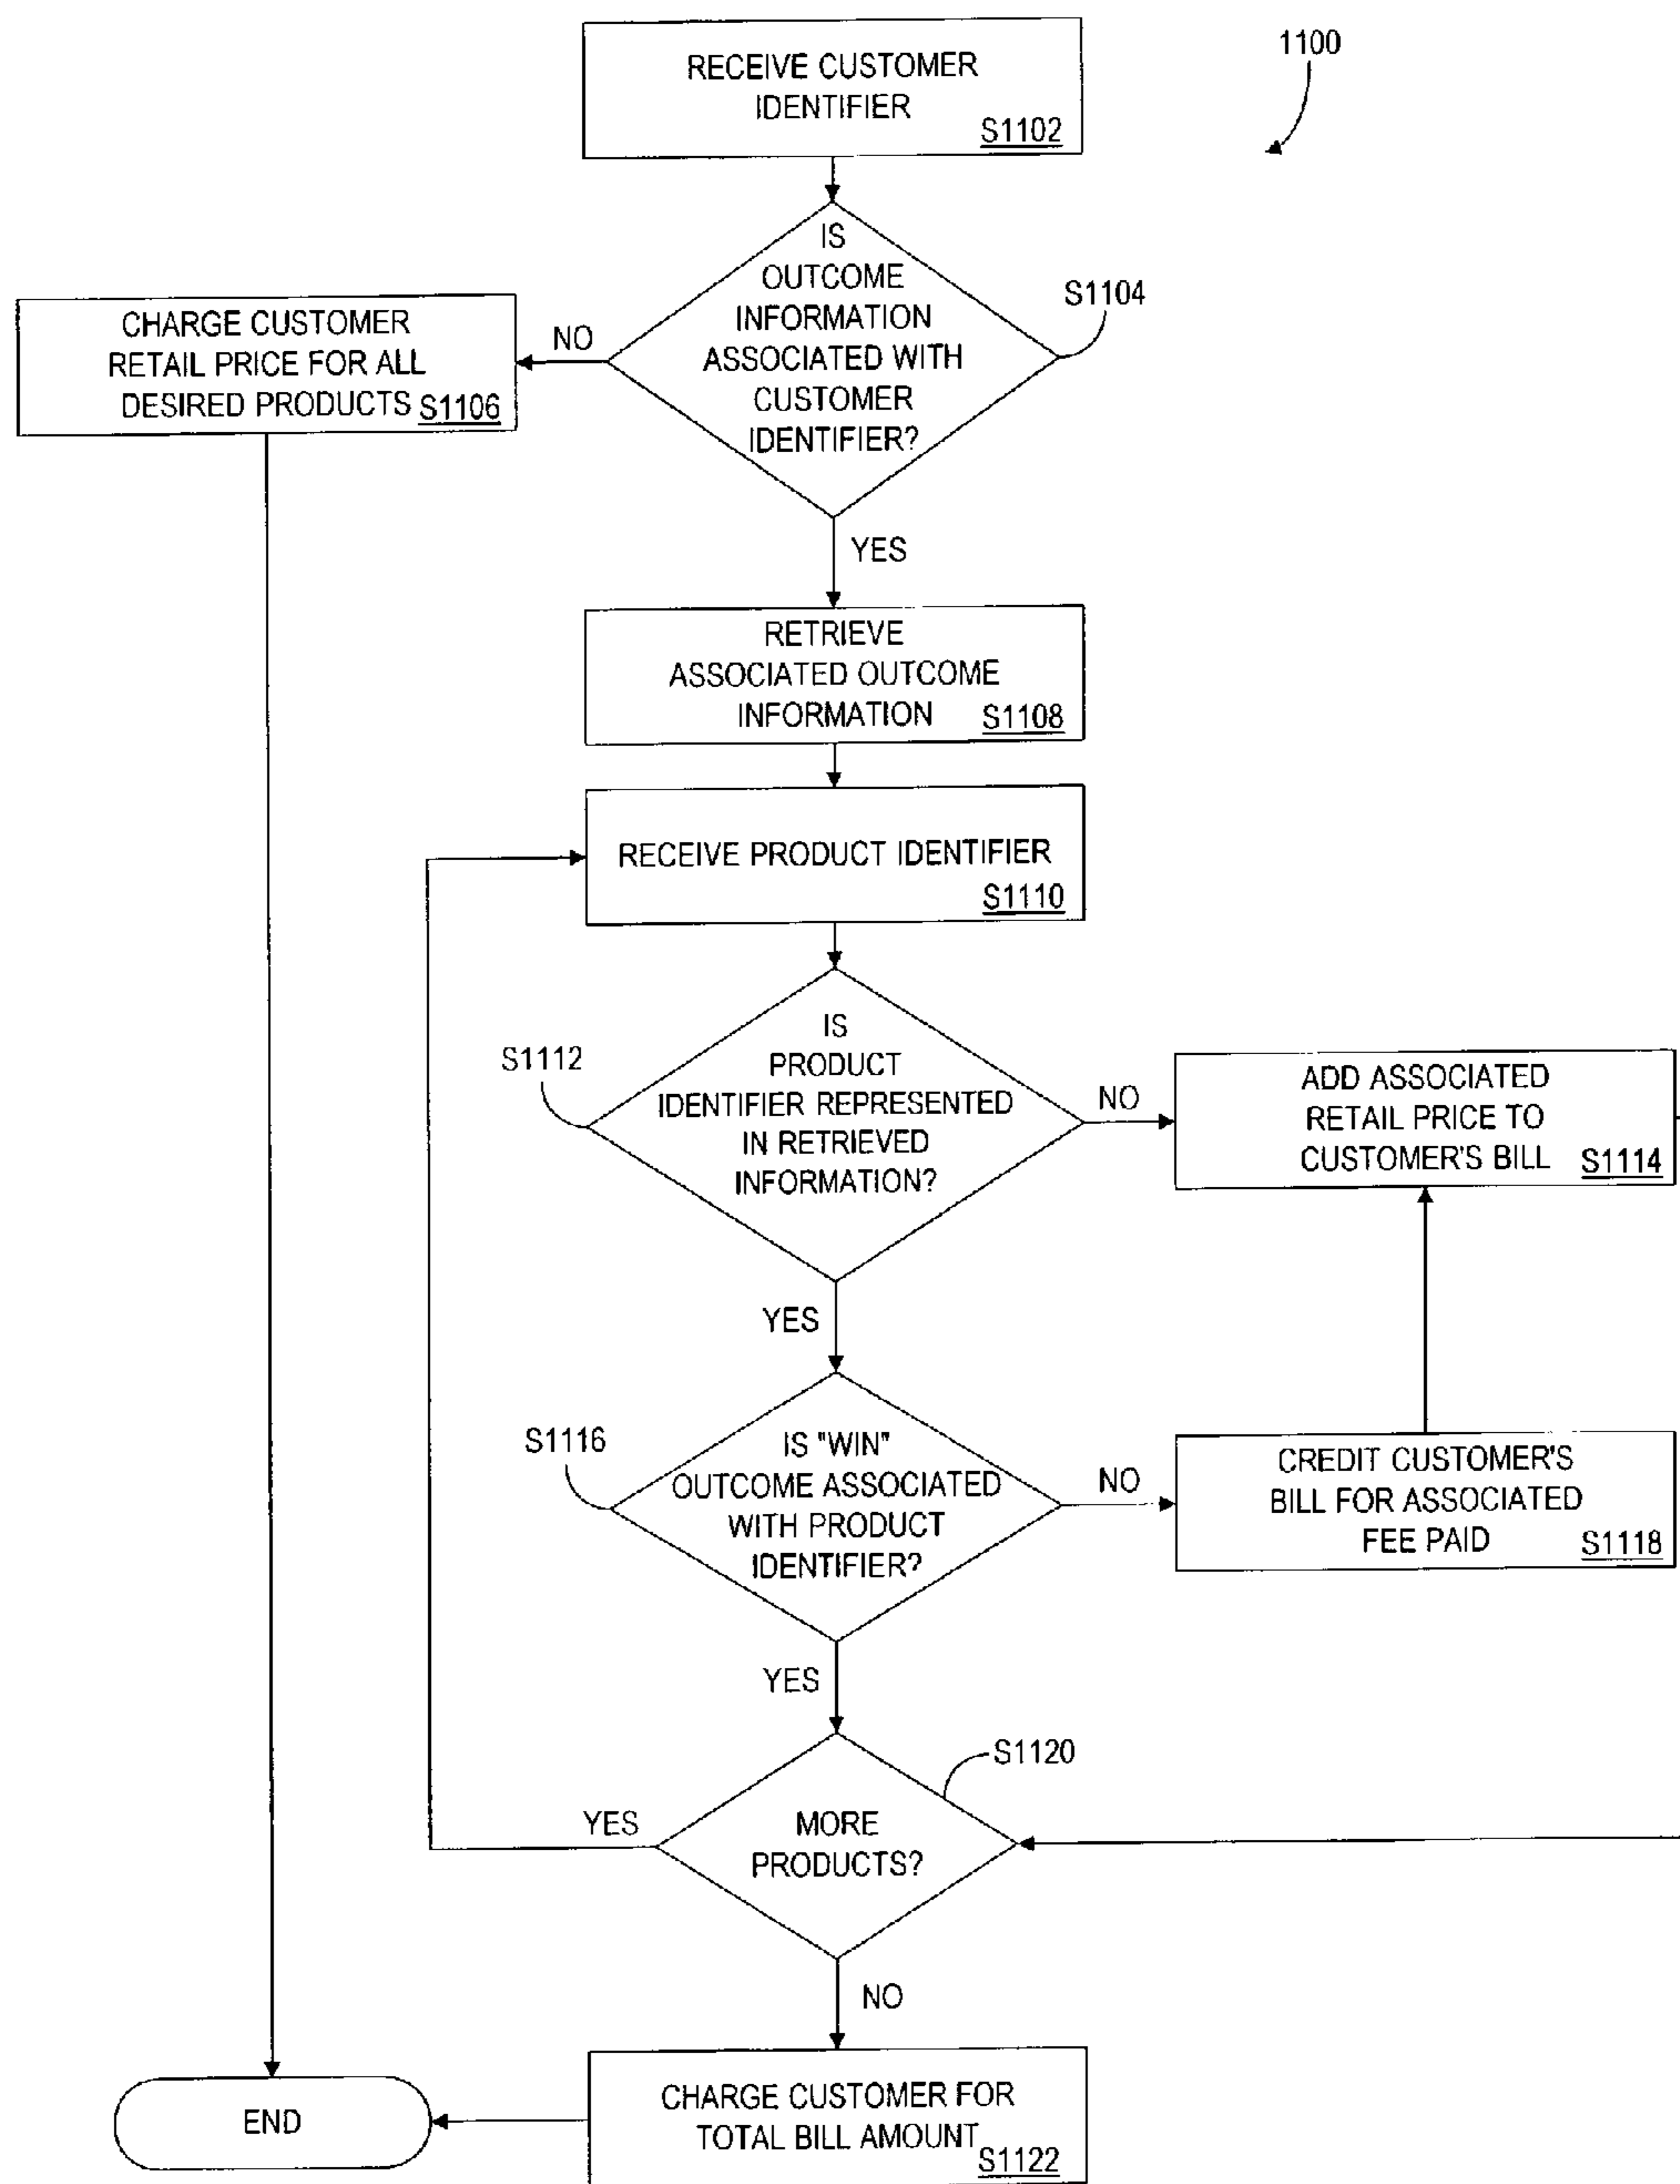 RECEIVE CUSTOMER
IDENTIFIER
S1102
1100
IS
OUTCOME
INFORMATION
ASSOCIATED WITH
CUSTOMER
IDENTIFIER?
S1104
NO
CHARGE CUSTOMER
RETAIL PRICE FOR ALL
DESIRED PRODUCTS S1106
YES
RETRIEVE
ASSOCIATED OUTCOME
INFORMATION S1108
RECEIVE PRODUCT IDENTIFIER
S1110
S1112
IS
PRODUCT
IDENTIFIER REPRESENTED
IN RETRIEVED
INFORMATION?
NO
ADD ASSOCIATED
RETAIL PRICE TO
CUSTOMER'S BILL S1114
YES
S1116
IS "WIN"
OUTCOME ASSOCIATED
WITH PRODUCT
IDENTIFIER?
NO
CREDIT CUSTOMER'S
BILL FOR ASSOCIATED
FEE PAID S1118
YES
S1120
MORE
PRODUCTS?
YES
NO
CHARGE CUSTOMER FOR
TOTAL BILL AMOUNT
S1122
END